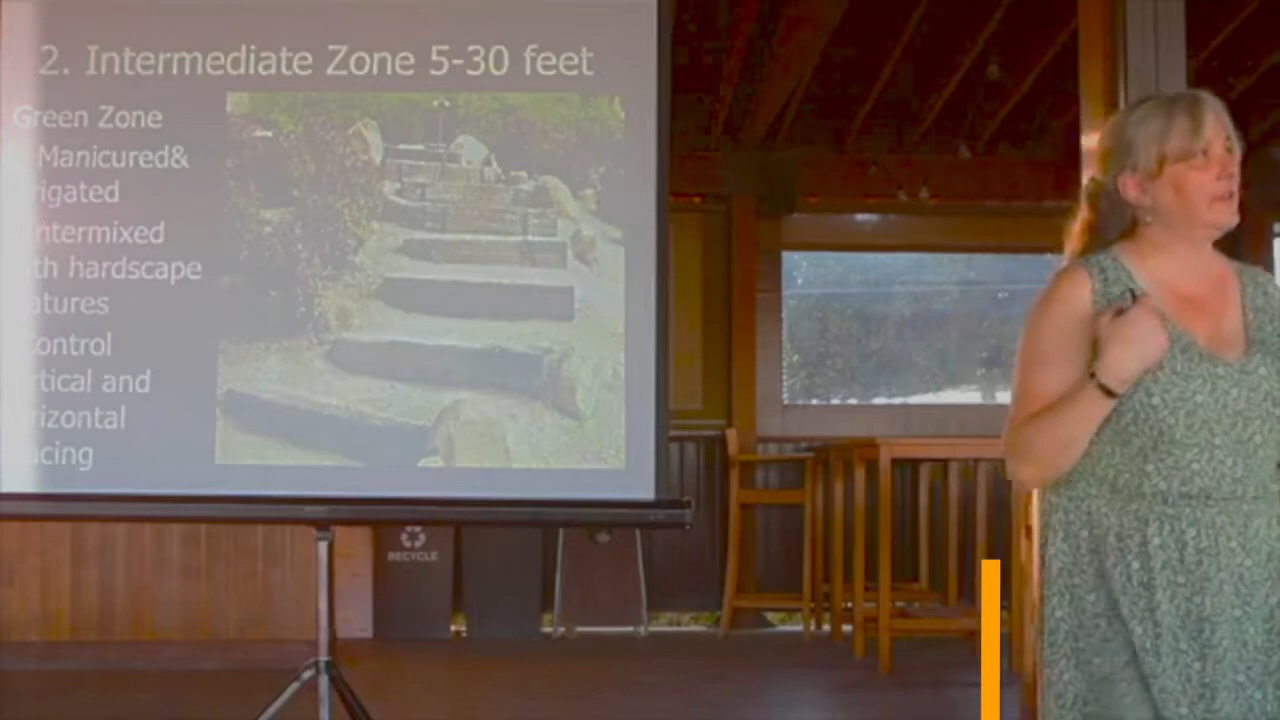 2. Intermediate Zone 5-30 feet
Green Zone
Manicured&
rigated
ntermixed
th hardscape
atures
ontrol
rtical and
rizontal
acing
RECYCLE